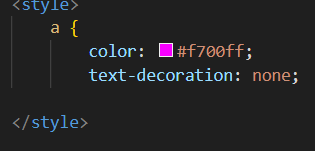 <style>
a {
color: #f700ff;
text-decoration: none;
</style>